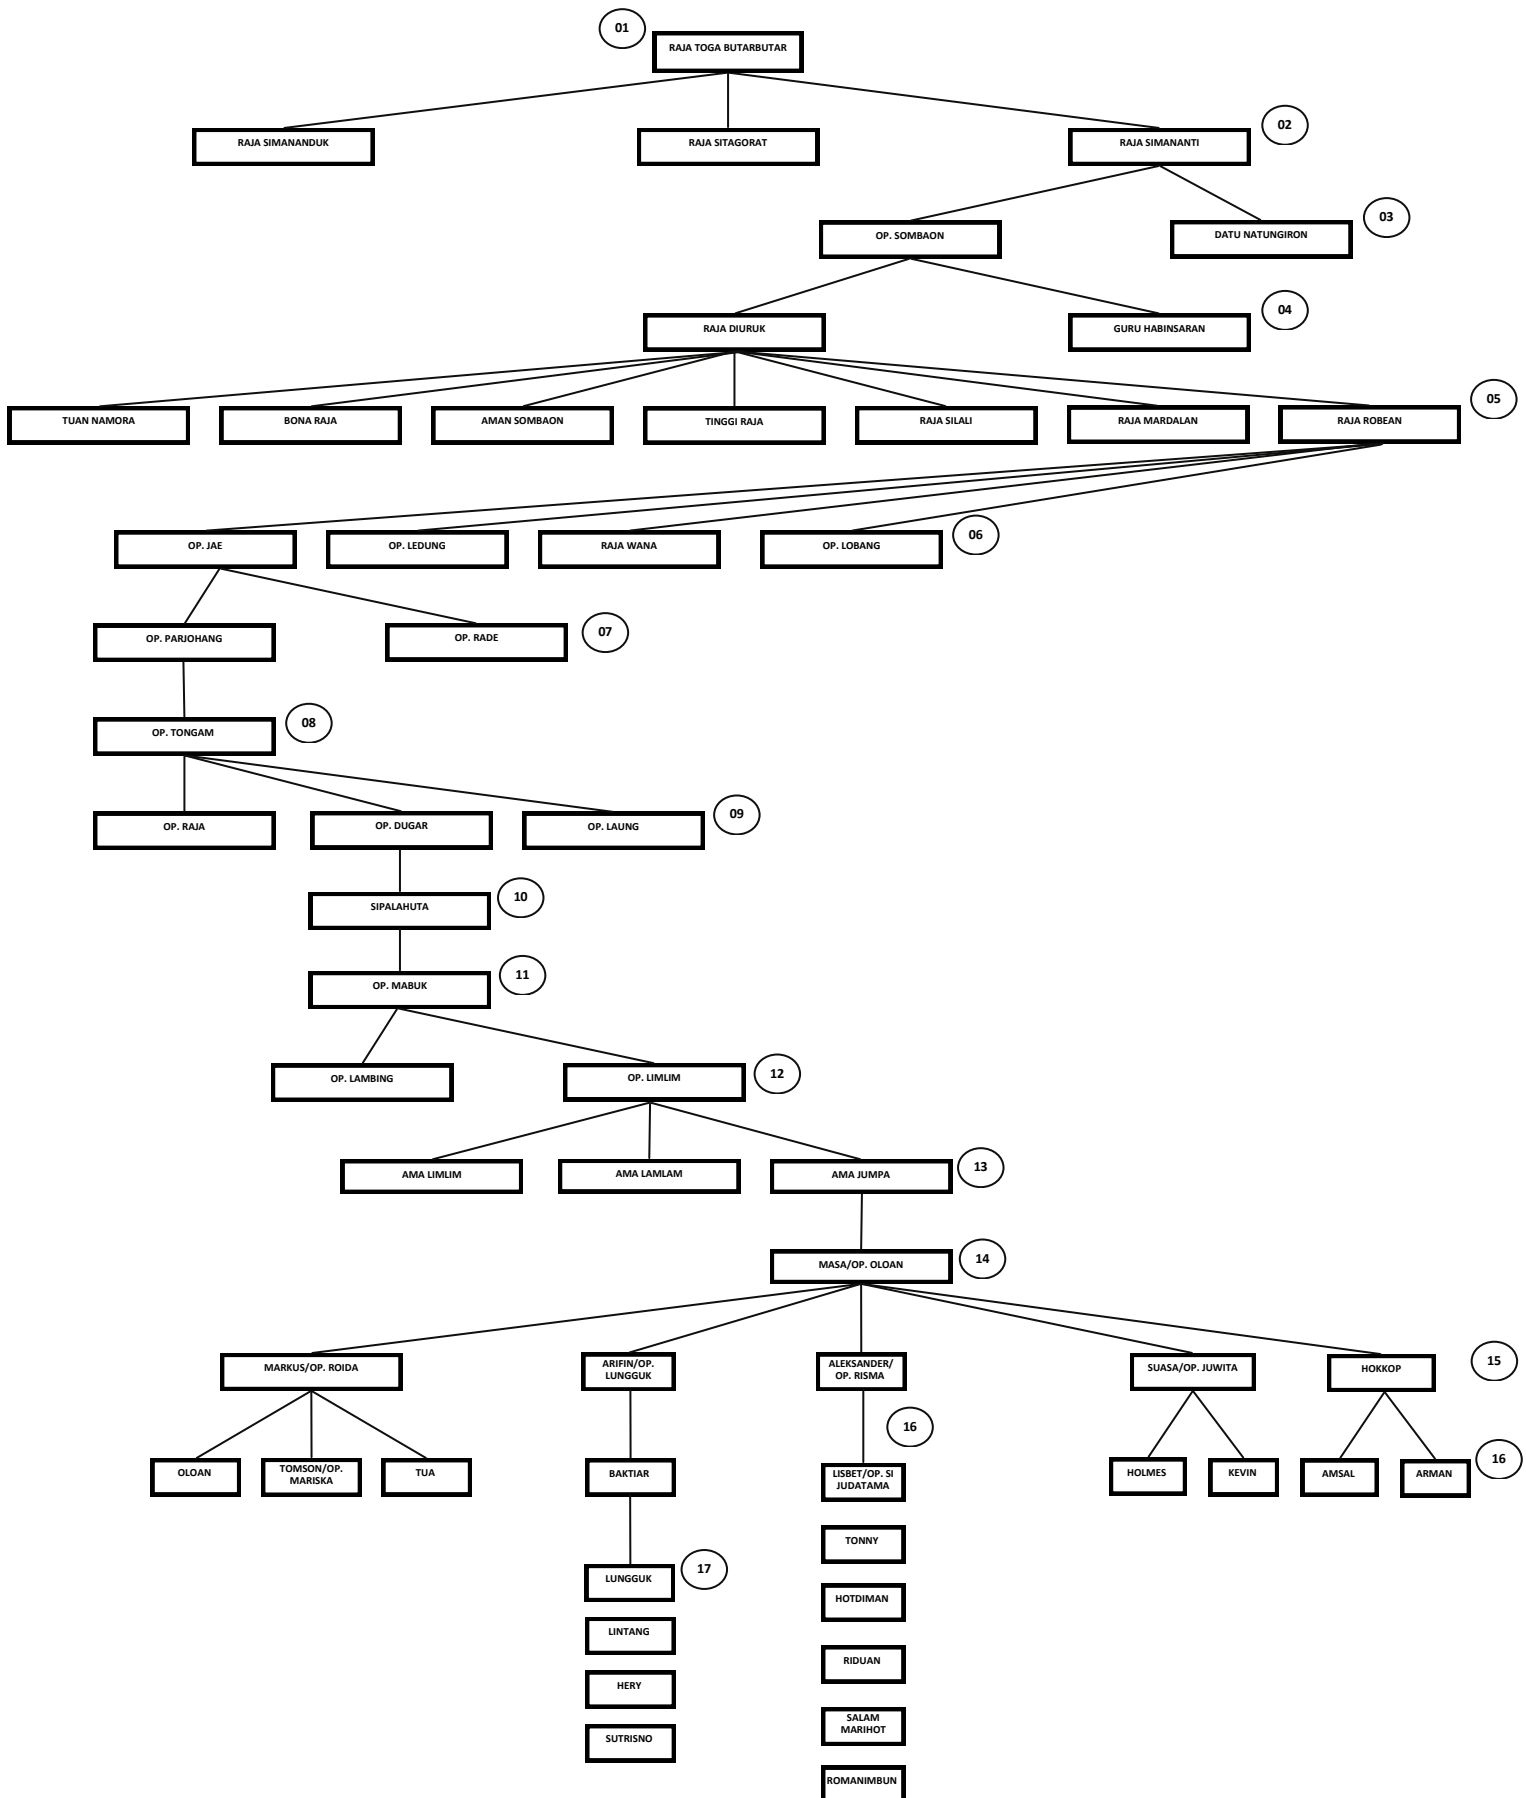 01
RAJA TOGA BUTARBUTAR
02
RAJA SIMANANDUK
RAJA SITAGORAT
RAJA SIMANANTI
03
OP. SOMBAON
DATU NATUNGIRON
04
RAJA DIURUK
GURU HABINSARAN
05
TUAN NAMORA
BONA RAJA
AMAN SOMBAON
TINGGI RAJA
RAJA SILALI
RAJA MARDALAN
RAJA ROBEAN
OP. JAE
OP. LEDUNG
RAJA WANA
OP. LOBANG
06
OP. PARJOHANG
OP. RADE
07
OP. TONGAM
08
OP. RAJA
OP. DUGAR
OP. LAUNG
09
SIPALAHUTA
10
OP. MABUK
11
OP. LAMBING
OP. LIMLIM
12
AMA LIMLIM
AMA LAMLAM
AMA JUMPA
13
MASA/OP. OLOAN
14
MARKUS/OP. ROIDA
ARIFIN/OP.
LUNGGUK
ALEKSANDER/
OP. RISMA
SUASA/OP. JUWITA
HOKKOP
15
16
OLOAN
TOMSON/OP.
MARISKA
TUA
BAKTIAR
LISBET/OP. SI
JUDATAMA
HOLMES
KEVIN
AMSAL
ARMAN
16
TONNY
LUNGGUK
17
HOTDIMAN
LINTANG
RIDUAN
HERY
SALAM
MARIHOT
SUTRISNO
ROMANIMBUN